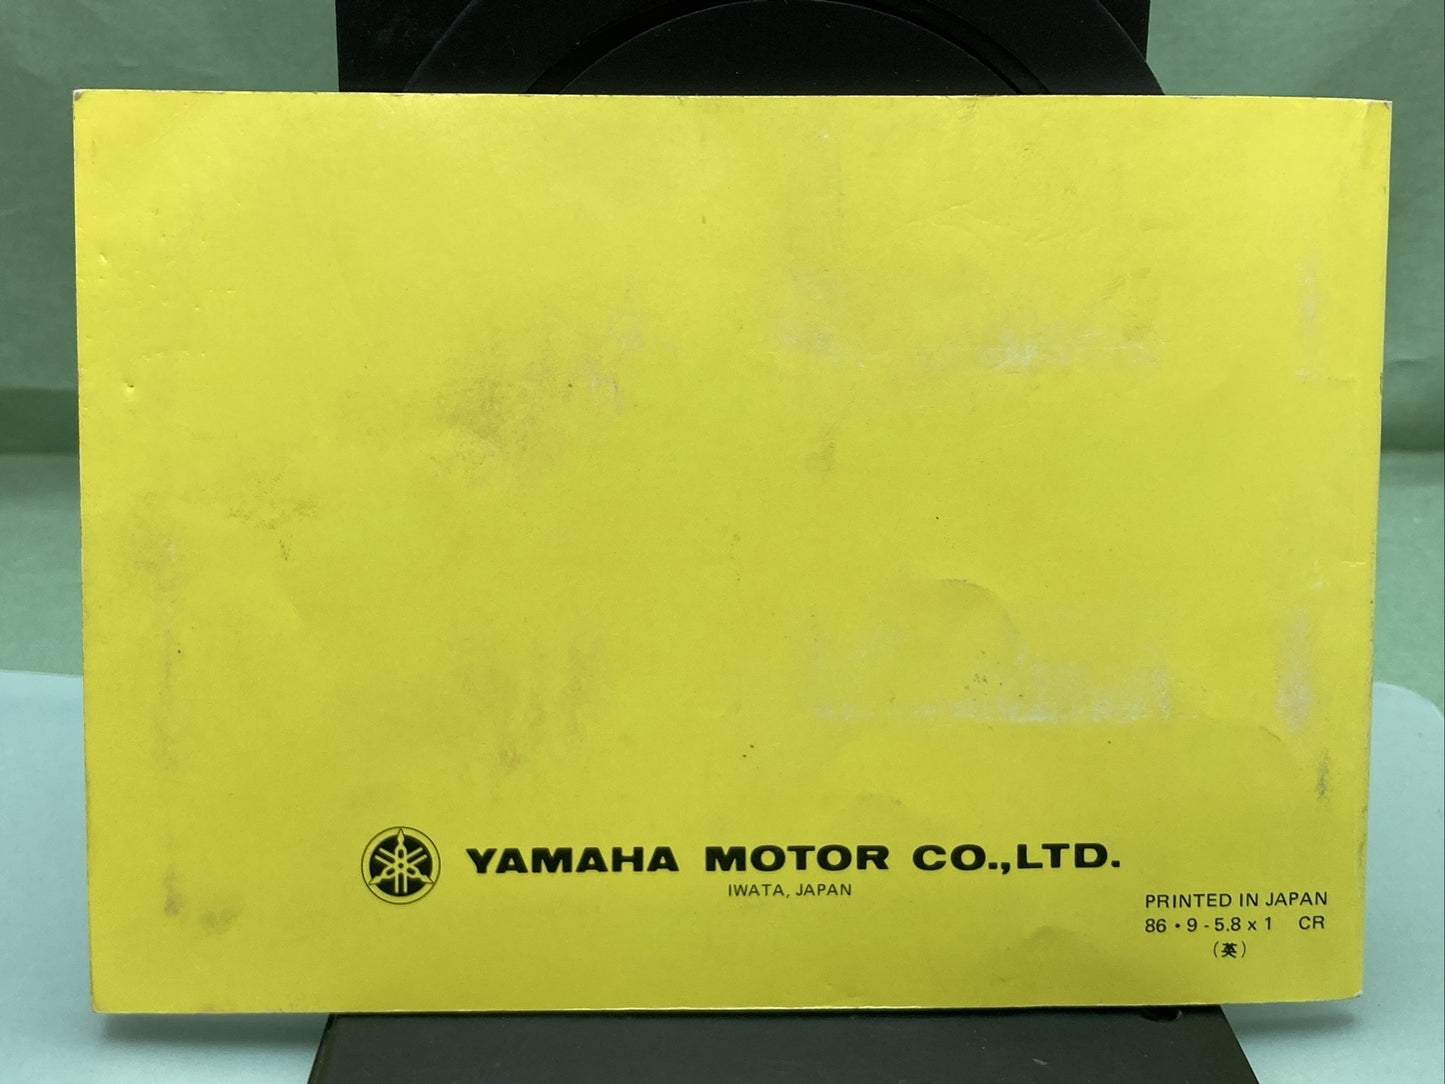 YAMAHA MOTOR CO.,LTD.
IWATA, JAPAN
PRINTED IN JAPAN
86・9-5.8 x 1 CR
(英)